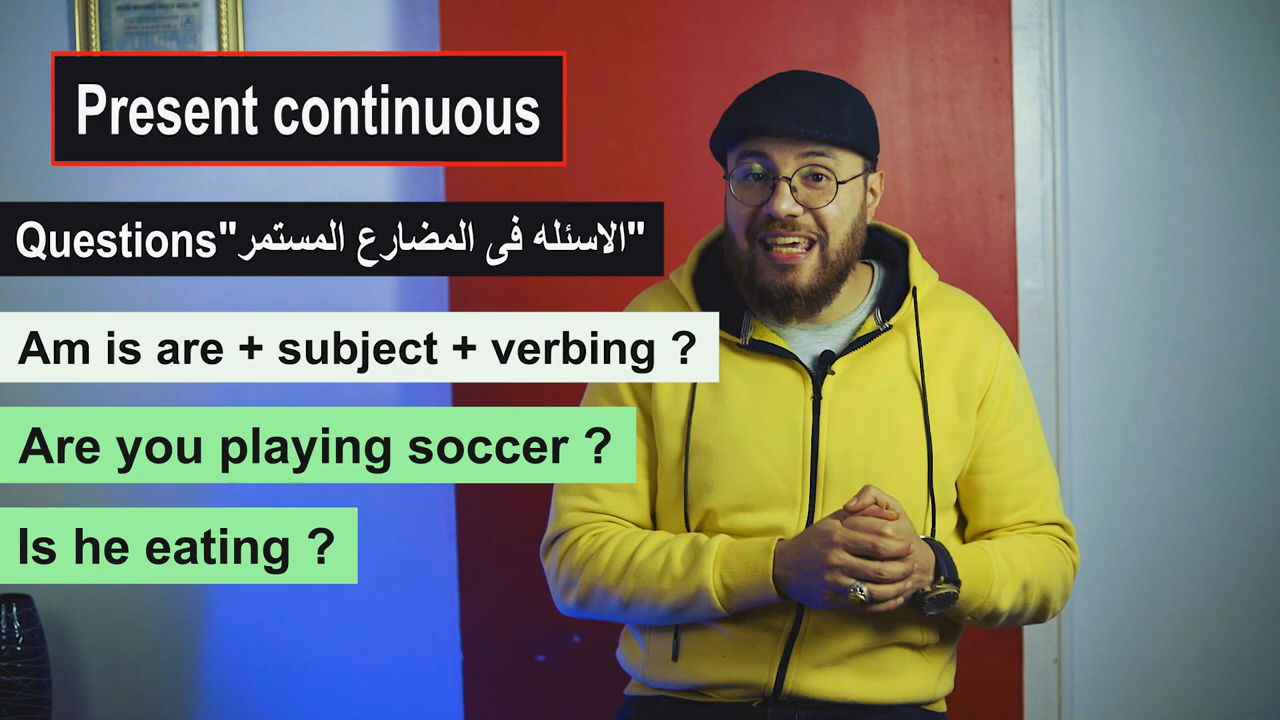 Present continuous
Questions"الاسئله فى المضارع المستمر"
Am is are + subject + verbing ?
Are you playing soccer ?
Is he eating ?